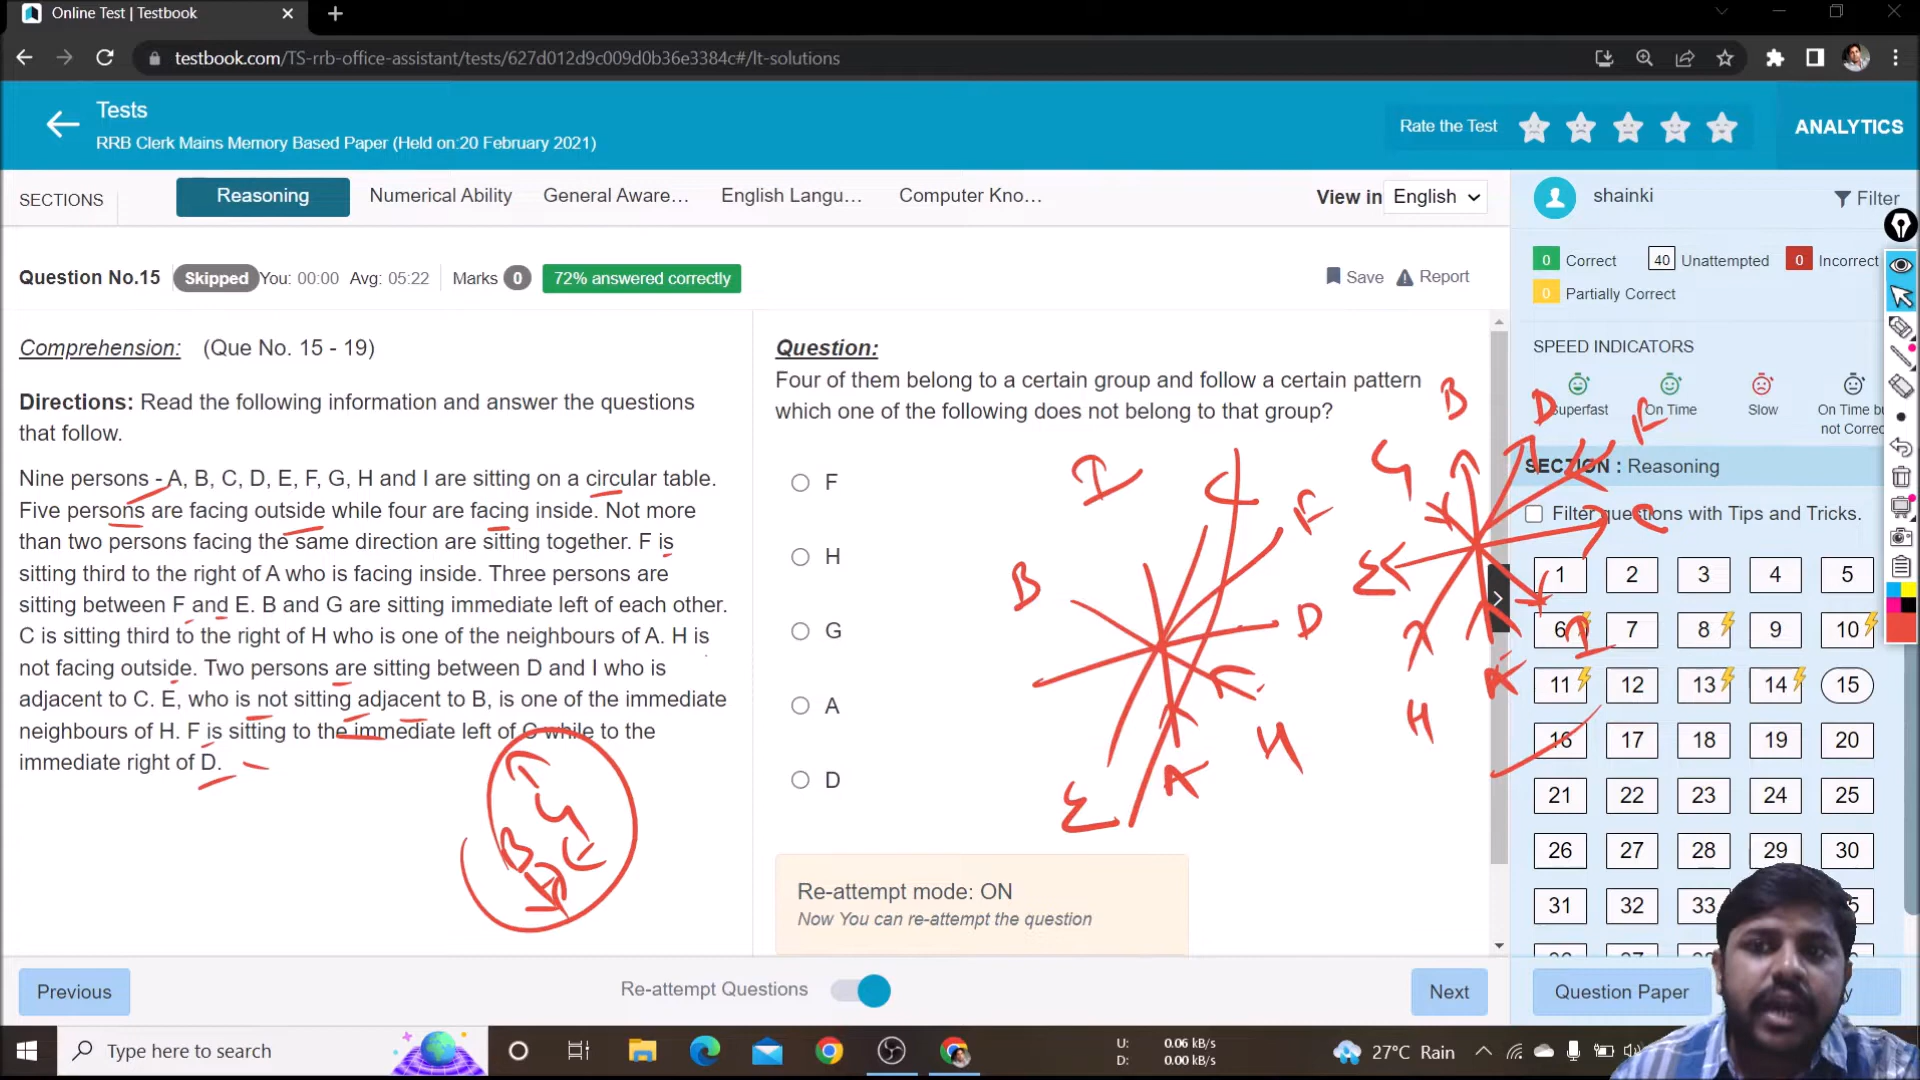 Online Test | Testbook
testbook.com/TS-rrb-office-assistant/tests/627d012d9c009d0b36e3384c#/lt-solutions
Tests
RRB Clerk Mains Memory Based Paper (Held on:20 February 2021)
Rate the Test
ANALYTICS
SECTIONS
Reasoning
Numerical Ability
General Aware…
English Langu…
Computer Kno…
View in
English
shainki
Filter
Question No.15
Skipped
You: 00:00
Avg: 05:22
Marks
0
72% answered correctly
Save
Report
0 Correct
40 Unattempted
0 Incorrect
0 Partially Correct
SPEED INDICATORS
Superfast
On Time
Slow
On Time bu
not Correc
SECTION : Reasoning
Filter questions with Tips and Tricks.
Comprehension: (Que No. 15 - 19)
Directions: Read the following information and answer the questions
that follow.
Nine persons - A, B, C, D, E, F, G, H and I are sitting on a circular table.
Five persons are facing outside while four are facing inside. Not more
than two persons facing the same direction are sitting together. F is
sitting third to the right of A who is facing inside. Three persons are
sitting between F and E. B and G are sitting immediate left of each other.
C is sitting third to the right of H who is one of the neighbours of A. H is
not facing outside. Two persons are sitting between D and I who is
adjacent to C. E, who is not sitting adjacent to B, is one of the immediate
neighbours of H. F is sitting to the immediate left of C while to the
immediate right of D.
Question:
Four of them belong to a certain group and follow a certain pattern
which one of the following does not belong to that group?
F
H
G
A
D
I
C
F
B
D
H
A
E
B
D
F
G
C
E
I
A
H
G
B
Re-attempt mode: ON
Now You can re-attempt the question
1 2 3 4 5
6 7 8 9 10
11 12 13 14 15
16 17 18 19 20
21 22 23 24 25
26 27 28 29 30
31 32 33
Previous
Re-attempt Questions
Next
Question Paper
Type here to search
U: 0.06 kB/s
D: 0.00 kB/s
27°C Rain